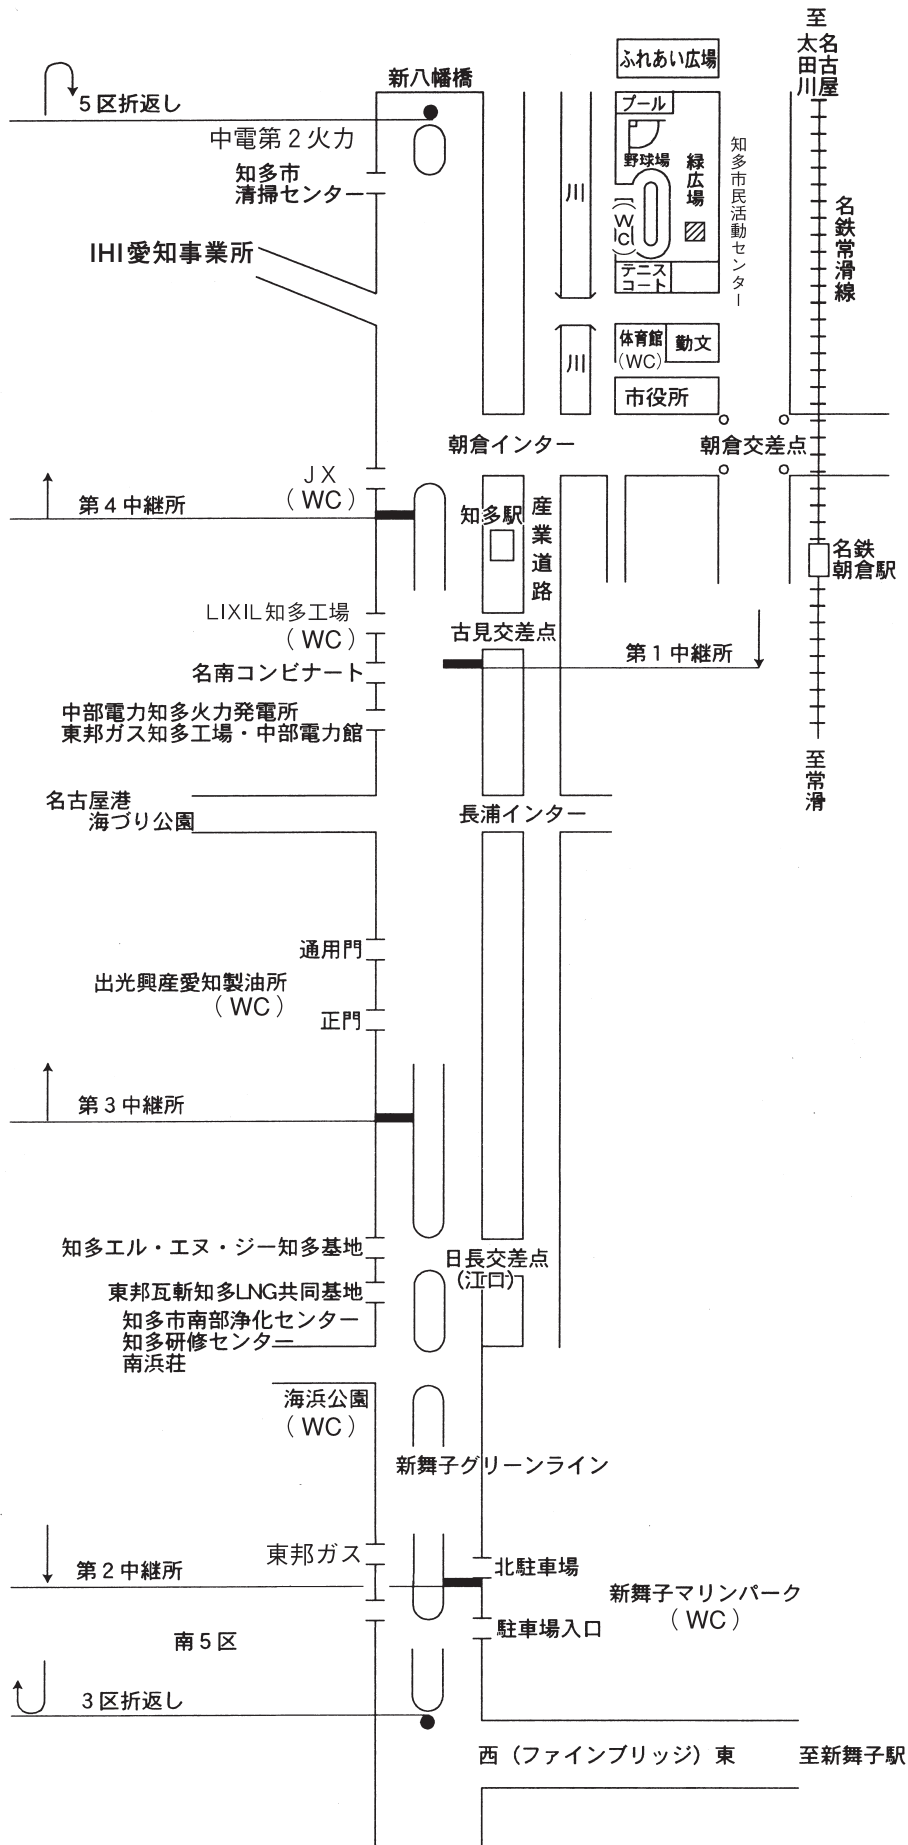 至
名古屋
太田川
ふれあい広場
新八幡橋
5区折返し
プール
中電第2火力
知多市
清掃センター
野球場
緑広場
知多市民活動センター
川
(WC)
名鉄常滑線
IHI愛知事業所
テニス
コート
体育館
(WC)
勤文
川
市役所
朝倉インター
朝倉交差点
JX
(WC)
第4中継所
知多駅
産業道路
名鉄
朝倉駅
LIXIL知多工場
(WC)
古見交差点
第1中継所
名南コンビナート
中部電力知多火力発電所
東邦ガス知多工場・中部電力館
至常滑
名古屋港
海づり公園
長浦インター
通用門
出光興産愛知製油所
(WC)
正門
第3中継所
知多エル・エヌ・ジー知多基地
日長交差点
(江口)
東邦瓦斯知多LNG共同基地
知多市南部浄化センター
知多研修センター
南浜荘
海浜公園
(WC)
新舞子グリーンライン
東邦ガス
北駐車場
第2中継所
新舞子マリンパーク
(WC)
駐車場入口
南5区
3区折返し
西(ファインブリッジ)東
至新舞子駅